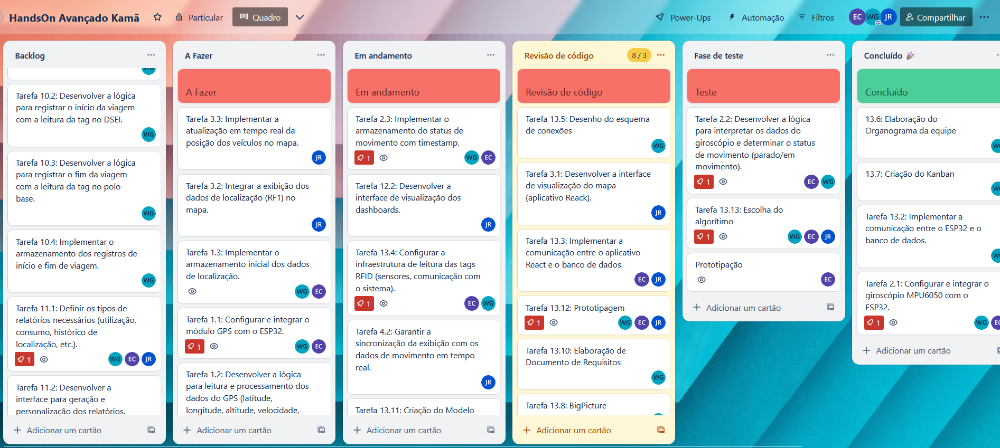 HandsOn Avançado Kamã
Particular
Quadro
Power-Ups
Automação
Filtros
EC
WG
JR
Compartilhar
Backlog
WG
Tarefa 10.2: Desenvolver a lógica
para registrar o início da viagem
com a leitura da tag no DSEI.
WG
Tarefa 10.3: Desenvolver a lógica
para registrar o fim da viagem
com a leitura da tag no polo
base.
WG
Tarefa 10.4: Implementar o
armazenamento dos registros de
início e fim de viagem.
WG
Tarefa 11.1: Definir os tipos de
relatórios necessários (utilização,
consumo, histórico de
localização, etc.).
1
WG EC JR
Tarefa 11.2: Desenvolver a
interface para geração e
personalização dos relatórios.
Adicionar um cartão
A Fazer
A Fazer
Tarefa 3.3: Implementar a
atualização em tempo real da
posição dos veículos no mapa.
JR
Tarefa 3.2: Integrar a exibição dos
dados de localização (RF1) no
mapa.
JR
Tarefa 1.3: Implementar o
armazenamento inicial dos dados
de localização.
WG EC
Tarefa 1.1: Configurar e integrar o
módulo GPS com o ESP32.
1
WG EC
Tarefa 1.2: Desenvolver a lógica
para leitura e processamento dos
dados do GPS (latitude,
longitude, altitude, velocidade,
Adicionar um cartão
Em andamento
Em andamento
Tarefa 2.3: Implementar o
armazenamento do status de
movimento com timestamp.
1
WG EC
Tarefa 12.2: Desenvolver a
interface de visualização dos
dashboards.
JR
Tarefa 13.4: Configurar a
infraestrutura de leitura das tags
RFID (sensores, comunicação com
o sistema).
1
EC WG
Tarefa 4.2: Garantir a
sincronização da exibição com os
dados de movimento em tempo
real.
JR
Tarefa 13.11: Criação do Modelo
Adicionar um cartão
Revisão de código
8 / 3
Revisão de código
Tarefa 13.5: Desenho do esquema
de conexões
WG
Tarefa 3.1: Desenvolver a interface
de visualização do mapa
(aplicativo Reack).
JR
Tarefa 13.3: Implementar a
comunicação entre o aplicativo
React e o banco de dados.
EC JR
Tarefa 13.12: Prototipagem
1
WG EC JR
Tarefa 13.10: Elaboração de
Documento de Requisitos
WG
Tarefa 13.8: BigPicture
Adicionar um cartão
Fase de teste
Teste
Tarefa 2.2: Desenvolver a lógica
para interpretar os dados do
giroscópio e determinar o status
de movimento (parado/em
movimento).
1
EC WG
Tarefa 13.13: Escolha do
algorítimo
1
WG EC JR
Prototipação
EC
Adicionar um cartão
Concluído 🎉
Concluído
13.6: Elaboração do
Organograma da equipe
WG
13.7: Criação do Kanban
WG
Tarefa 13.2: Implementar a
comunicação entre o ESP32 e o
banco de dados.
WG
Tarefa 2.1: Configurar e integrar o
giroscópio MPU6050 com o
ESP32.
1
WG EC
Adicionar um cartão